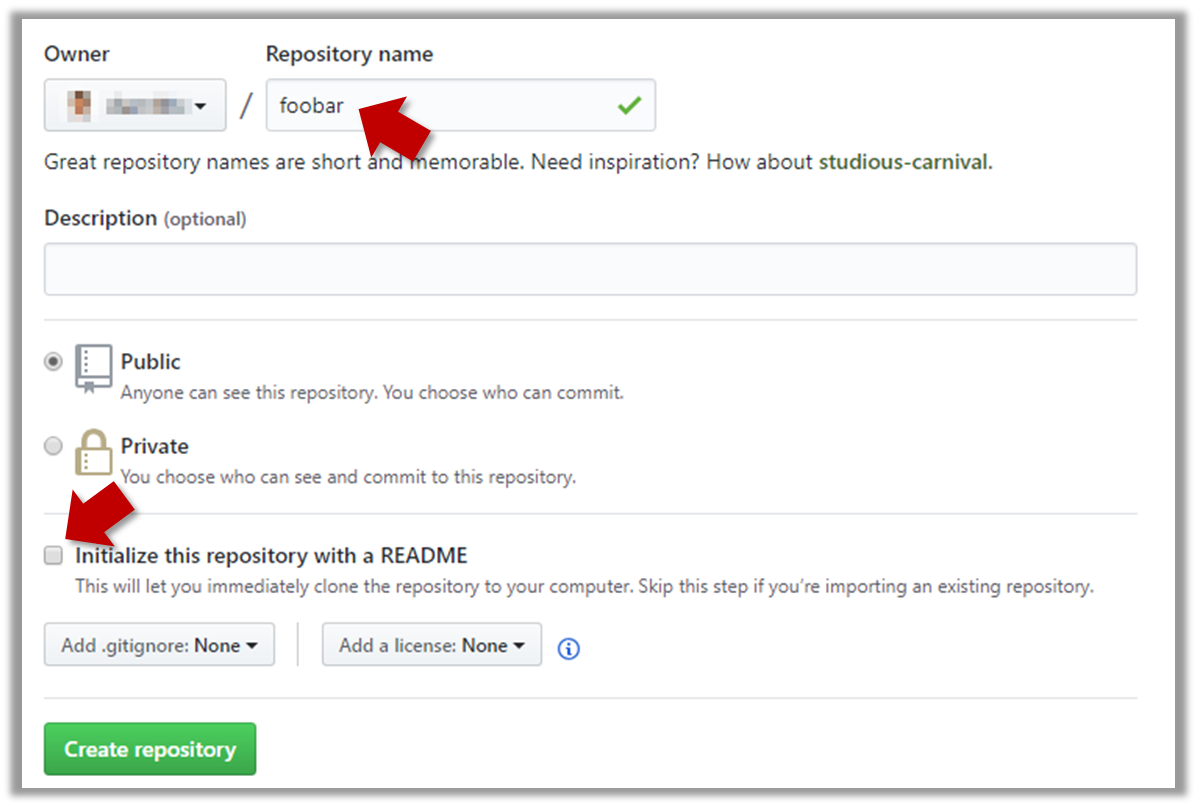 Owner
Repository name
/
foobar
Great repository names are short and memorable. Need inspiration? How about studious-carnival.
Description (optional)
Public
Anyone can see this repository. You choose who can commit.
Private
You choose who can see and commit to this repository.
Initialize this repository with a README
This will let you immediately clone the repository to your computer. Skip this step if you’re importing an existing repository.
Add .gitignore: None
Add a license: None
Create repository